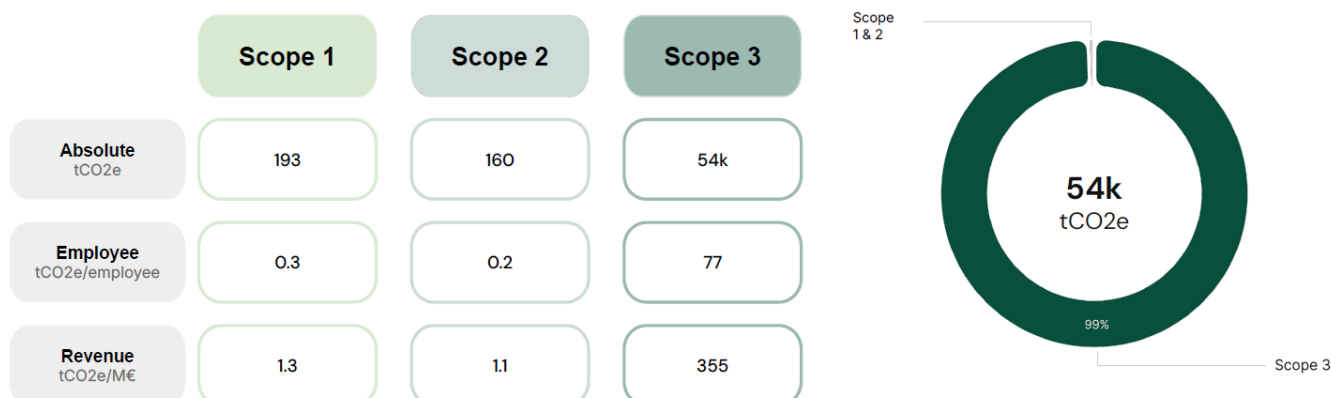 Scope 1
Scope 2
Scope 3
Absolute
tCO2e
193
160
54k
Employee
tCO2e/employee
0.3
0.2
77
Revenue
tCO2e/M€
1.3
1.1
355
Scope
1 & 2
54k
tCO2e
99%
Scope 3